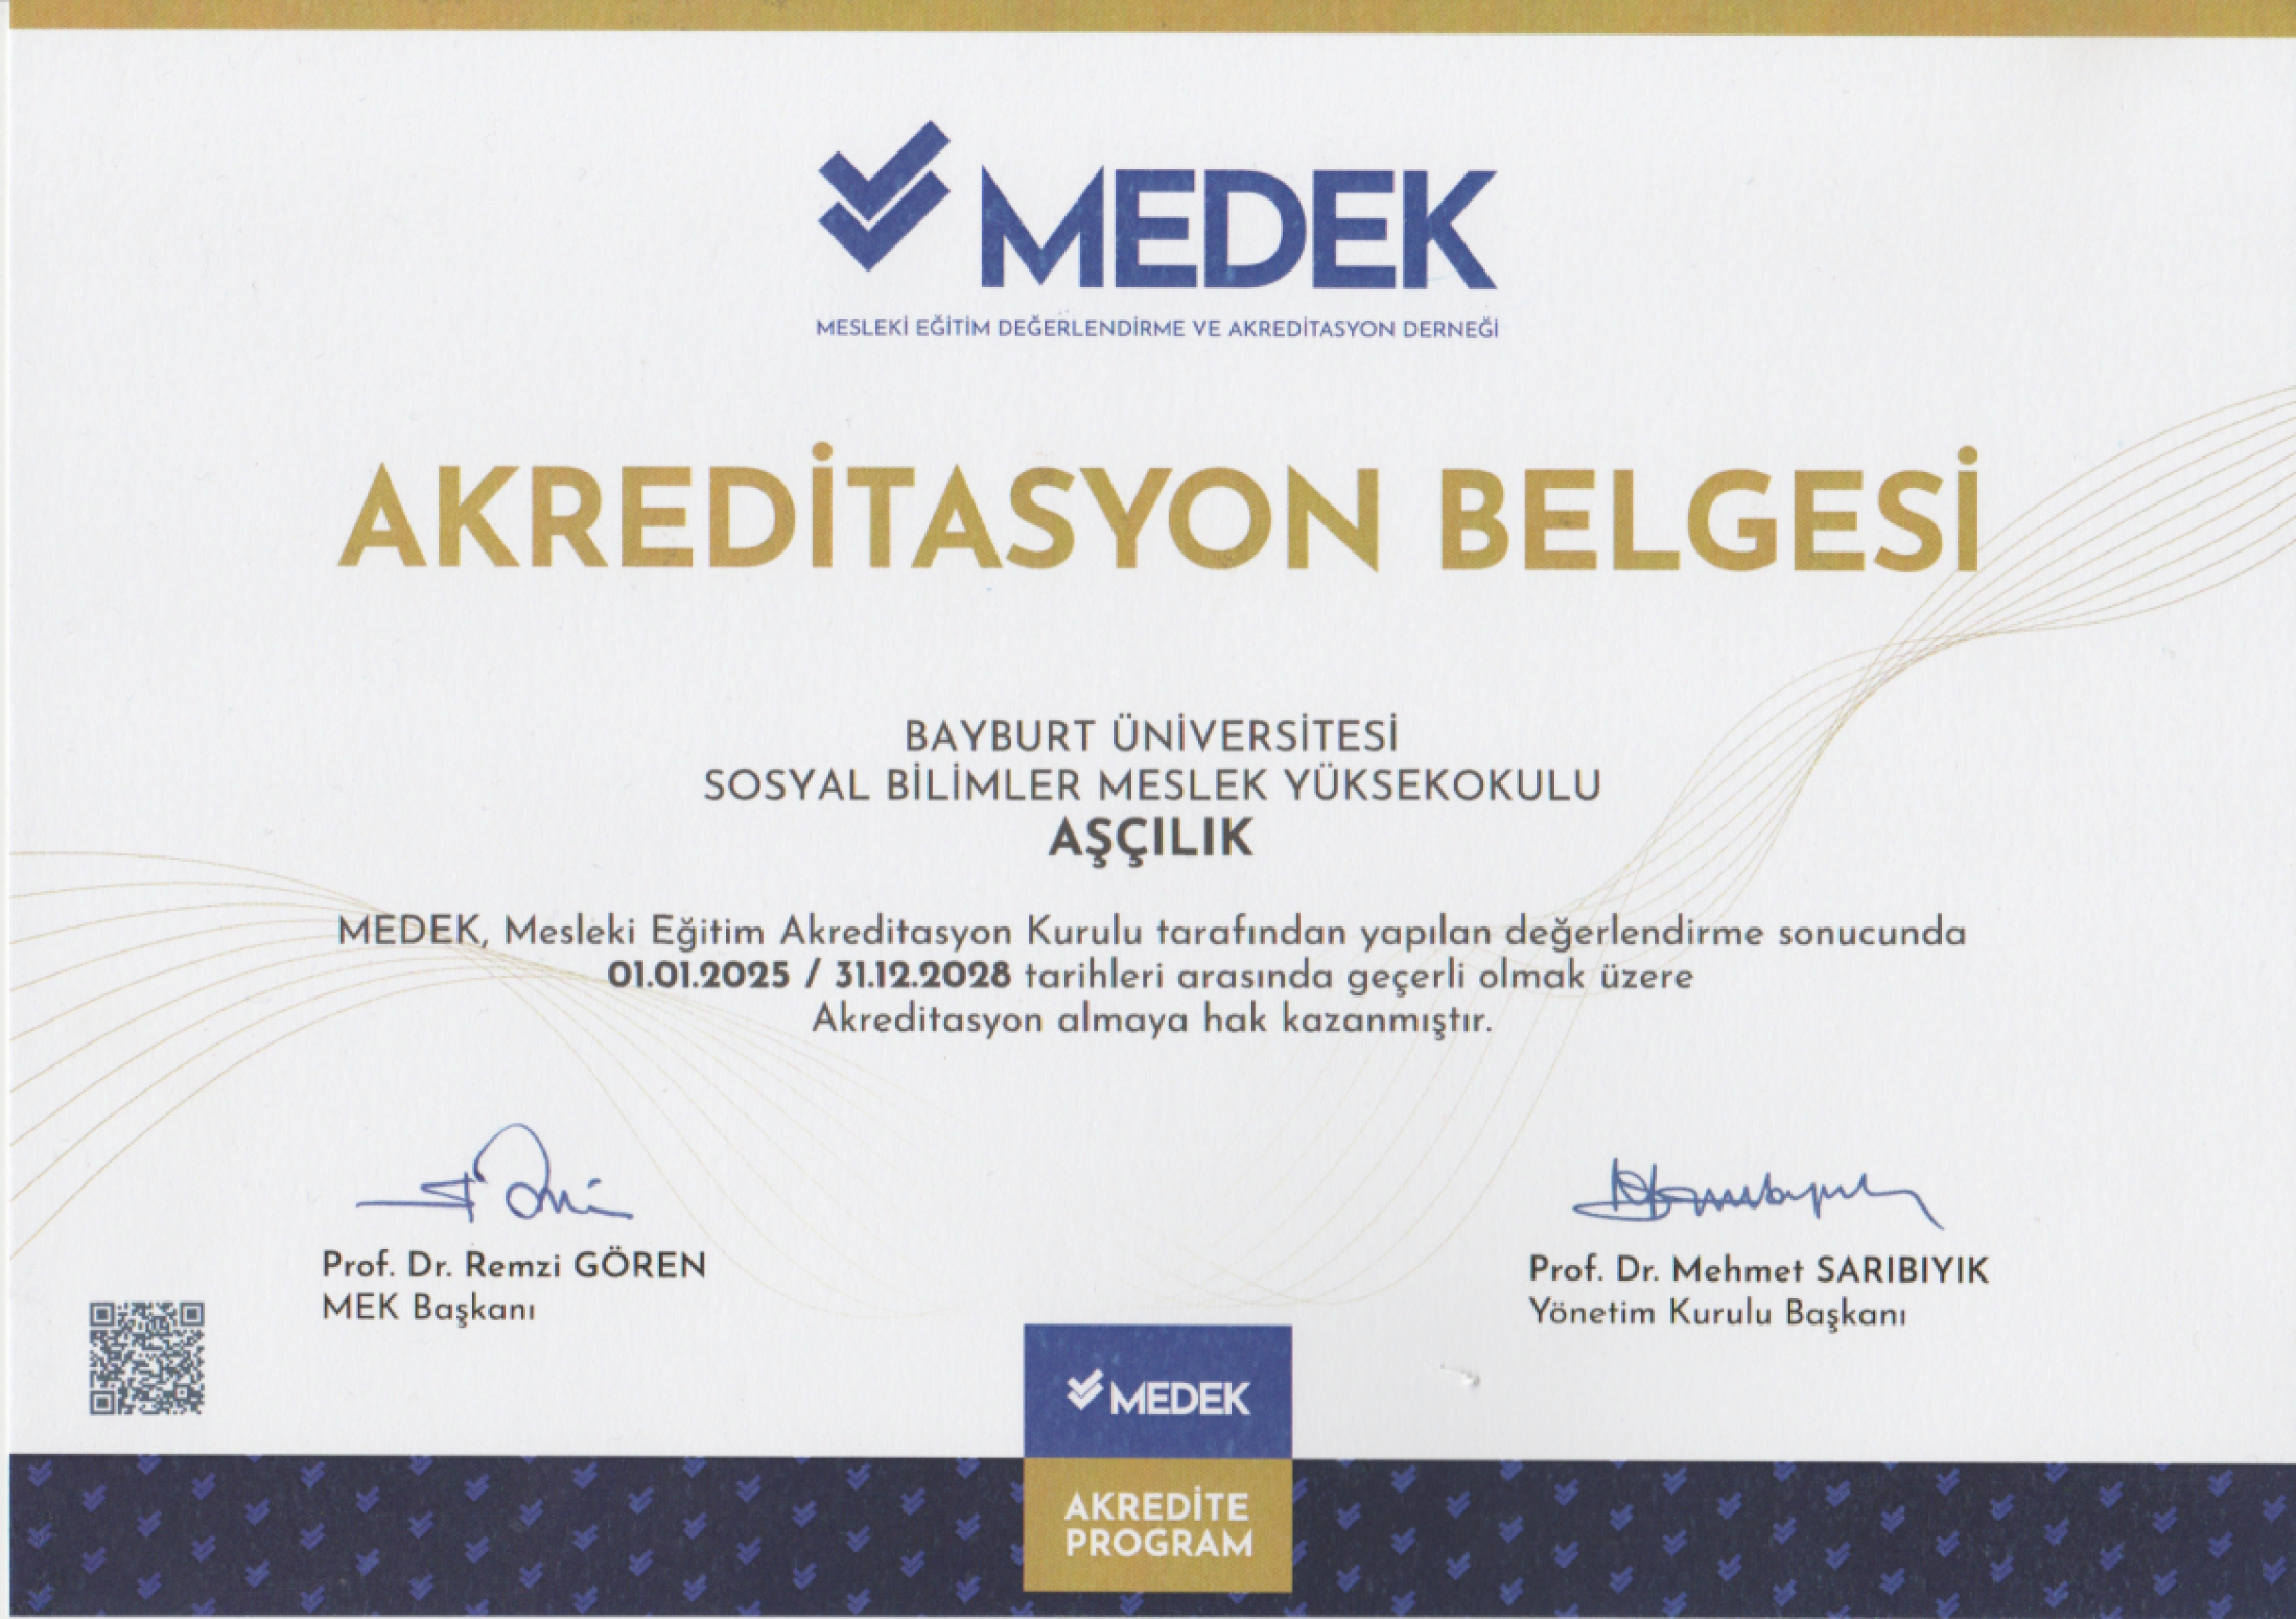 MEDEK
MESLEKİ EĞİTİM DEĞERLENDİRME VE AKREDİTASYON DERNEĞİ
AKREDİTASYON BELGESİ
BAYBURT ÜNİVERSİTESİ
SOSYAL BİLİMLER MESLEK YÜKSEKOKULU
AŞÇILIK
MEDEK, Mesleki Eğitim Akreditasyon Kurulu tarafından yapılan değerlendirme sonucunda
01.01.2025 / 31.12.2028 tarihleri arasında geçerli olmak üzere
Akreditasyon almaya hak kazanmıştır.
Prof. Dr. Remzi GÖREN
MEK Başkanı
Prof. Dr. Mehmet SARIBIYIK
Yönetim Kurulu Başkanı
MEDEK
AKREDİTE
PROGRAM